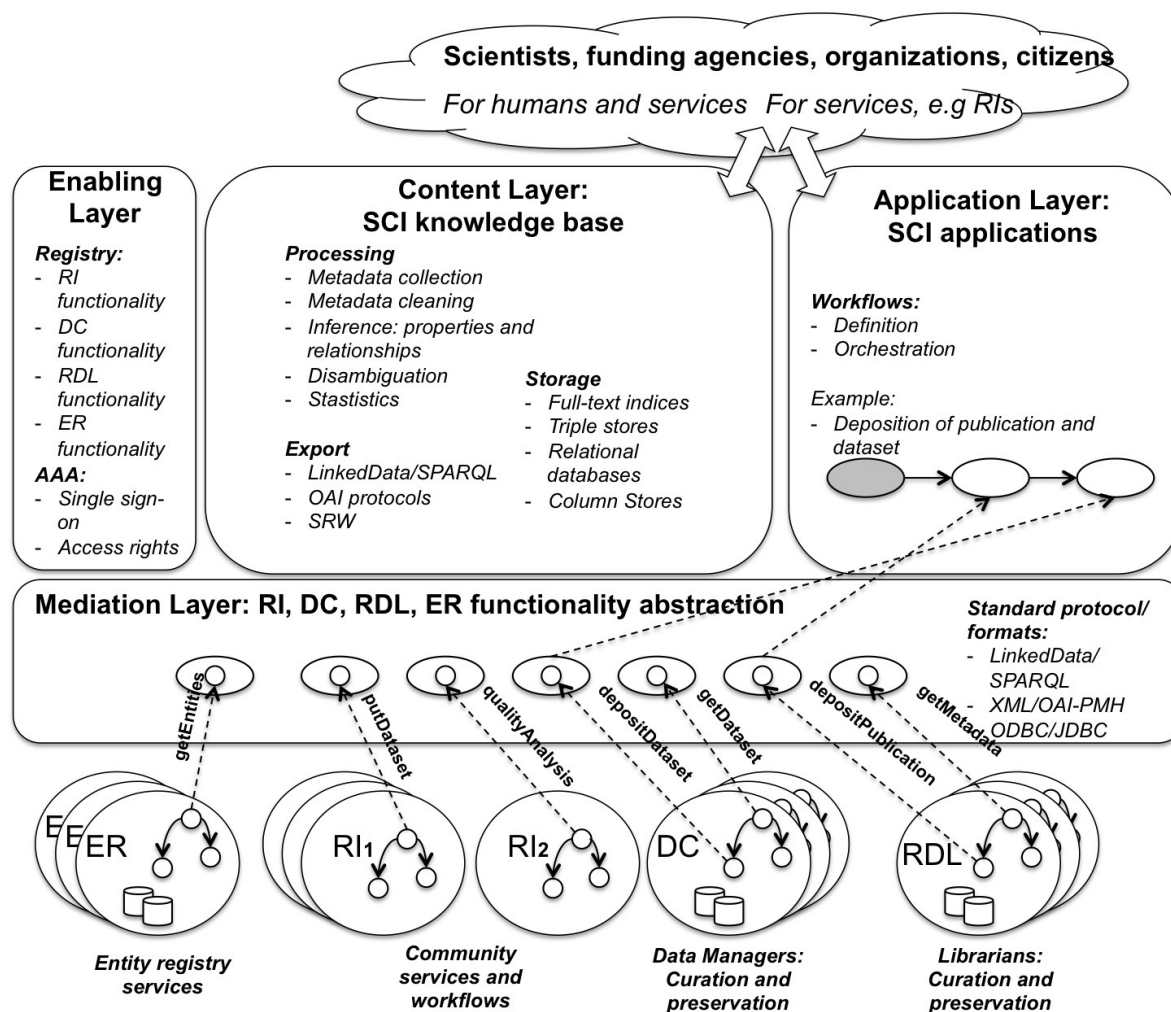 Scientists, funding agencies, organizations, citizens
For humans and services For services, e.g RIs
Enabling
Layer
Registry:
- RI
functionality
- DC
functionality
- RDL
functionality
- ER
functionality
AAA:
- Single sign-
on
- Access rights
Content Layer:
SCI knowledge base
Processing
- Metadata collection
- Metadata cleaning
- Inference: properties and
relationships
- Disambiguation
- Stastistics
Export
- LinkedData/SPARQL
- OAI protocols
- SRW
Storage
- Full-text indices
- Triple stores
- Relational
databases
- Column Stores
Application Layer:
SCI applications
Workflows:
- Definition
- Orchestration
Example:
- Deposition of publication and
dataset
Mediation Layer: RI, DC, RDL, ER functionality abstraction
Standard protocol/
formats:
- LinkedData/
SPARQL
- XML/OAI-PMH
ODBC/JDBC
getEntities
putDataset
qualityAnalysis
depositDataset
getDataset
depositPublication
getMetadata
E
E
ER
RI1
RI2
DC
RDL
Entity registry
services
Community
services and
workflows
Data Managers:
Curation and
preservation
Librarians:
Curation and
preservation